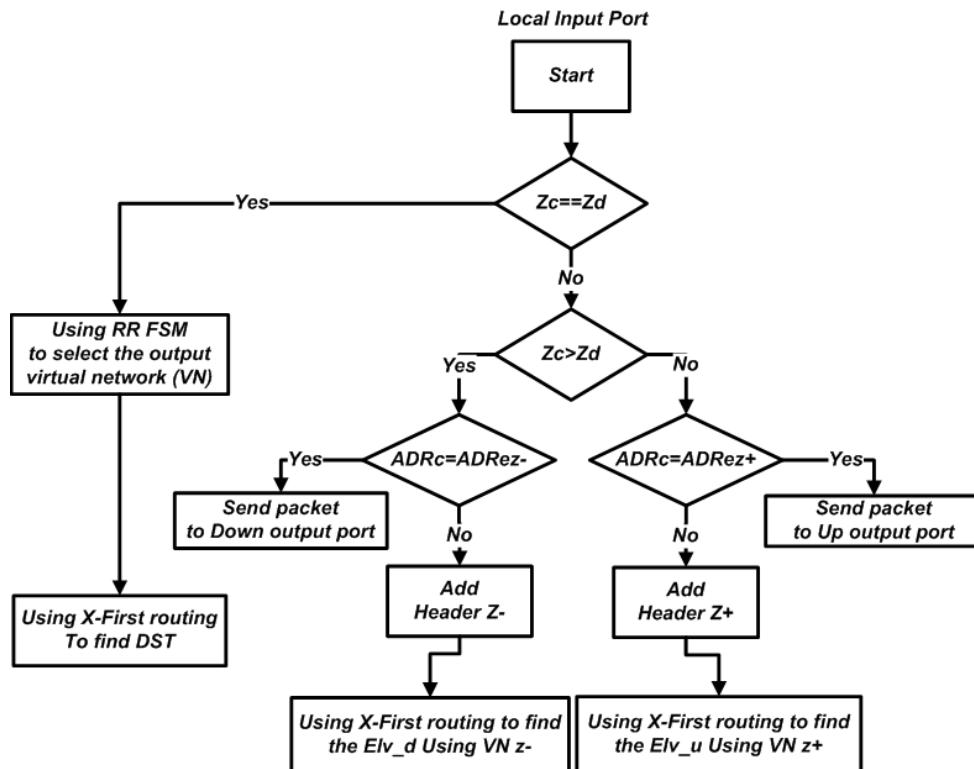 Local Input Port
Start
Zc==Zd
Yes
No
Using RR FSM
to select the output
virtual network (VN)
Zc>Zd
Yes
No
ADRc=ADRez-
ADRc=ADRez+
Yes
Yes
Send packet
to Down output port
Send packet
to Up output port
No
No
Add
Header Z-
Add
Header Z+
Using X-First routing
To find DST
Using X-First routing to find
the Elv_d Using VN z-
Using X-First routing to find
the Elv_u Using VN z+